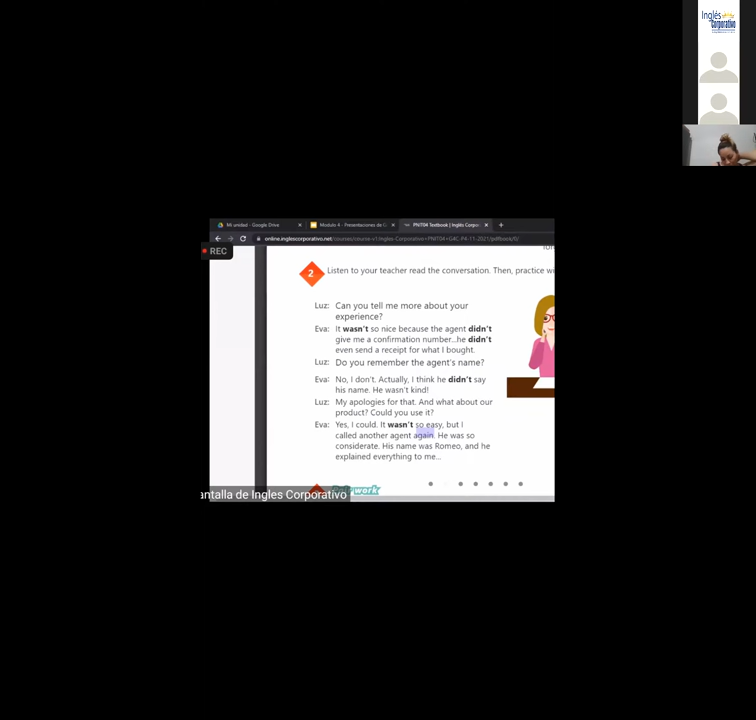 Inglés
Corporativo
Mi unidad - Google Drive
Modulo 4 - Presentaciones de G
PNIT04 Textbook | Inglés Corpo
REC
2
Listen to your teacher read the conversation. Then, practice
Luz: Can you tell me more about your
experience?
Eva: It wasn't so nice because the agent didn't
give me a confirmation number...he didn't
even send a receipt for what I bought.
Luz: Do you remember the agent's name?
Eva: No, I don't. Actually, I think he didn't say
his name. He wasn't kind!
Luz: My apologies for that. And what about our
product? Could you use it?
Eva: Yes, I could. It wasn't so easy, but I
called another agent again. He was so
considerate. His name was Romeo, and he
explained everything to me...
antalla de Ingles Corporativo